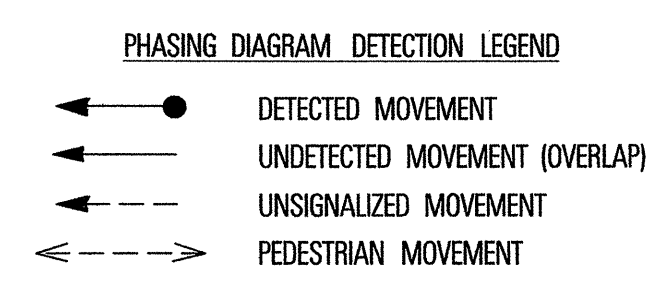 PHASING DIAGRAM DETECTION LEGEND
DETECTED MOVEMENT
UNDETECTED MOVEMENT (OVERLAP)
UNSIGNALIZED MOVEMENT
PEDESTRIAN MOVEMENT